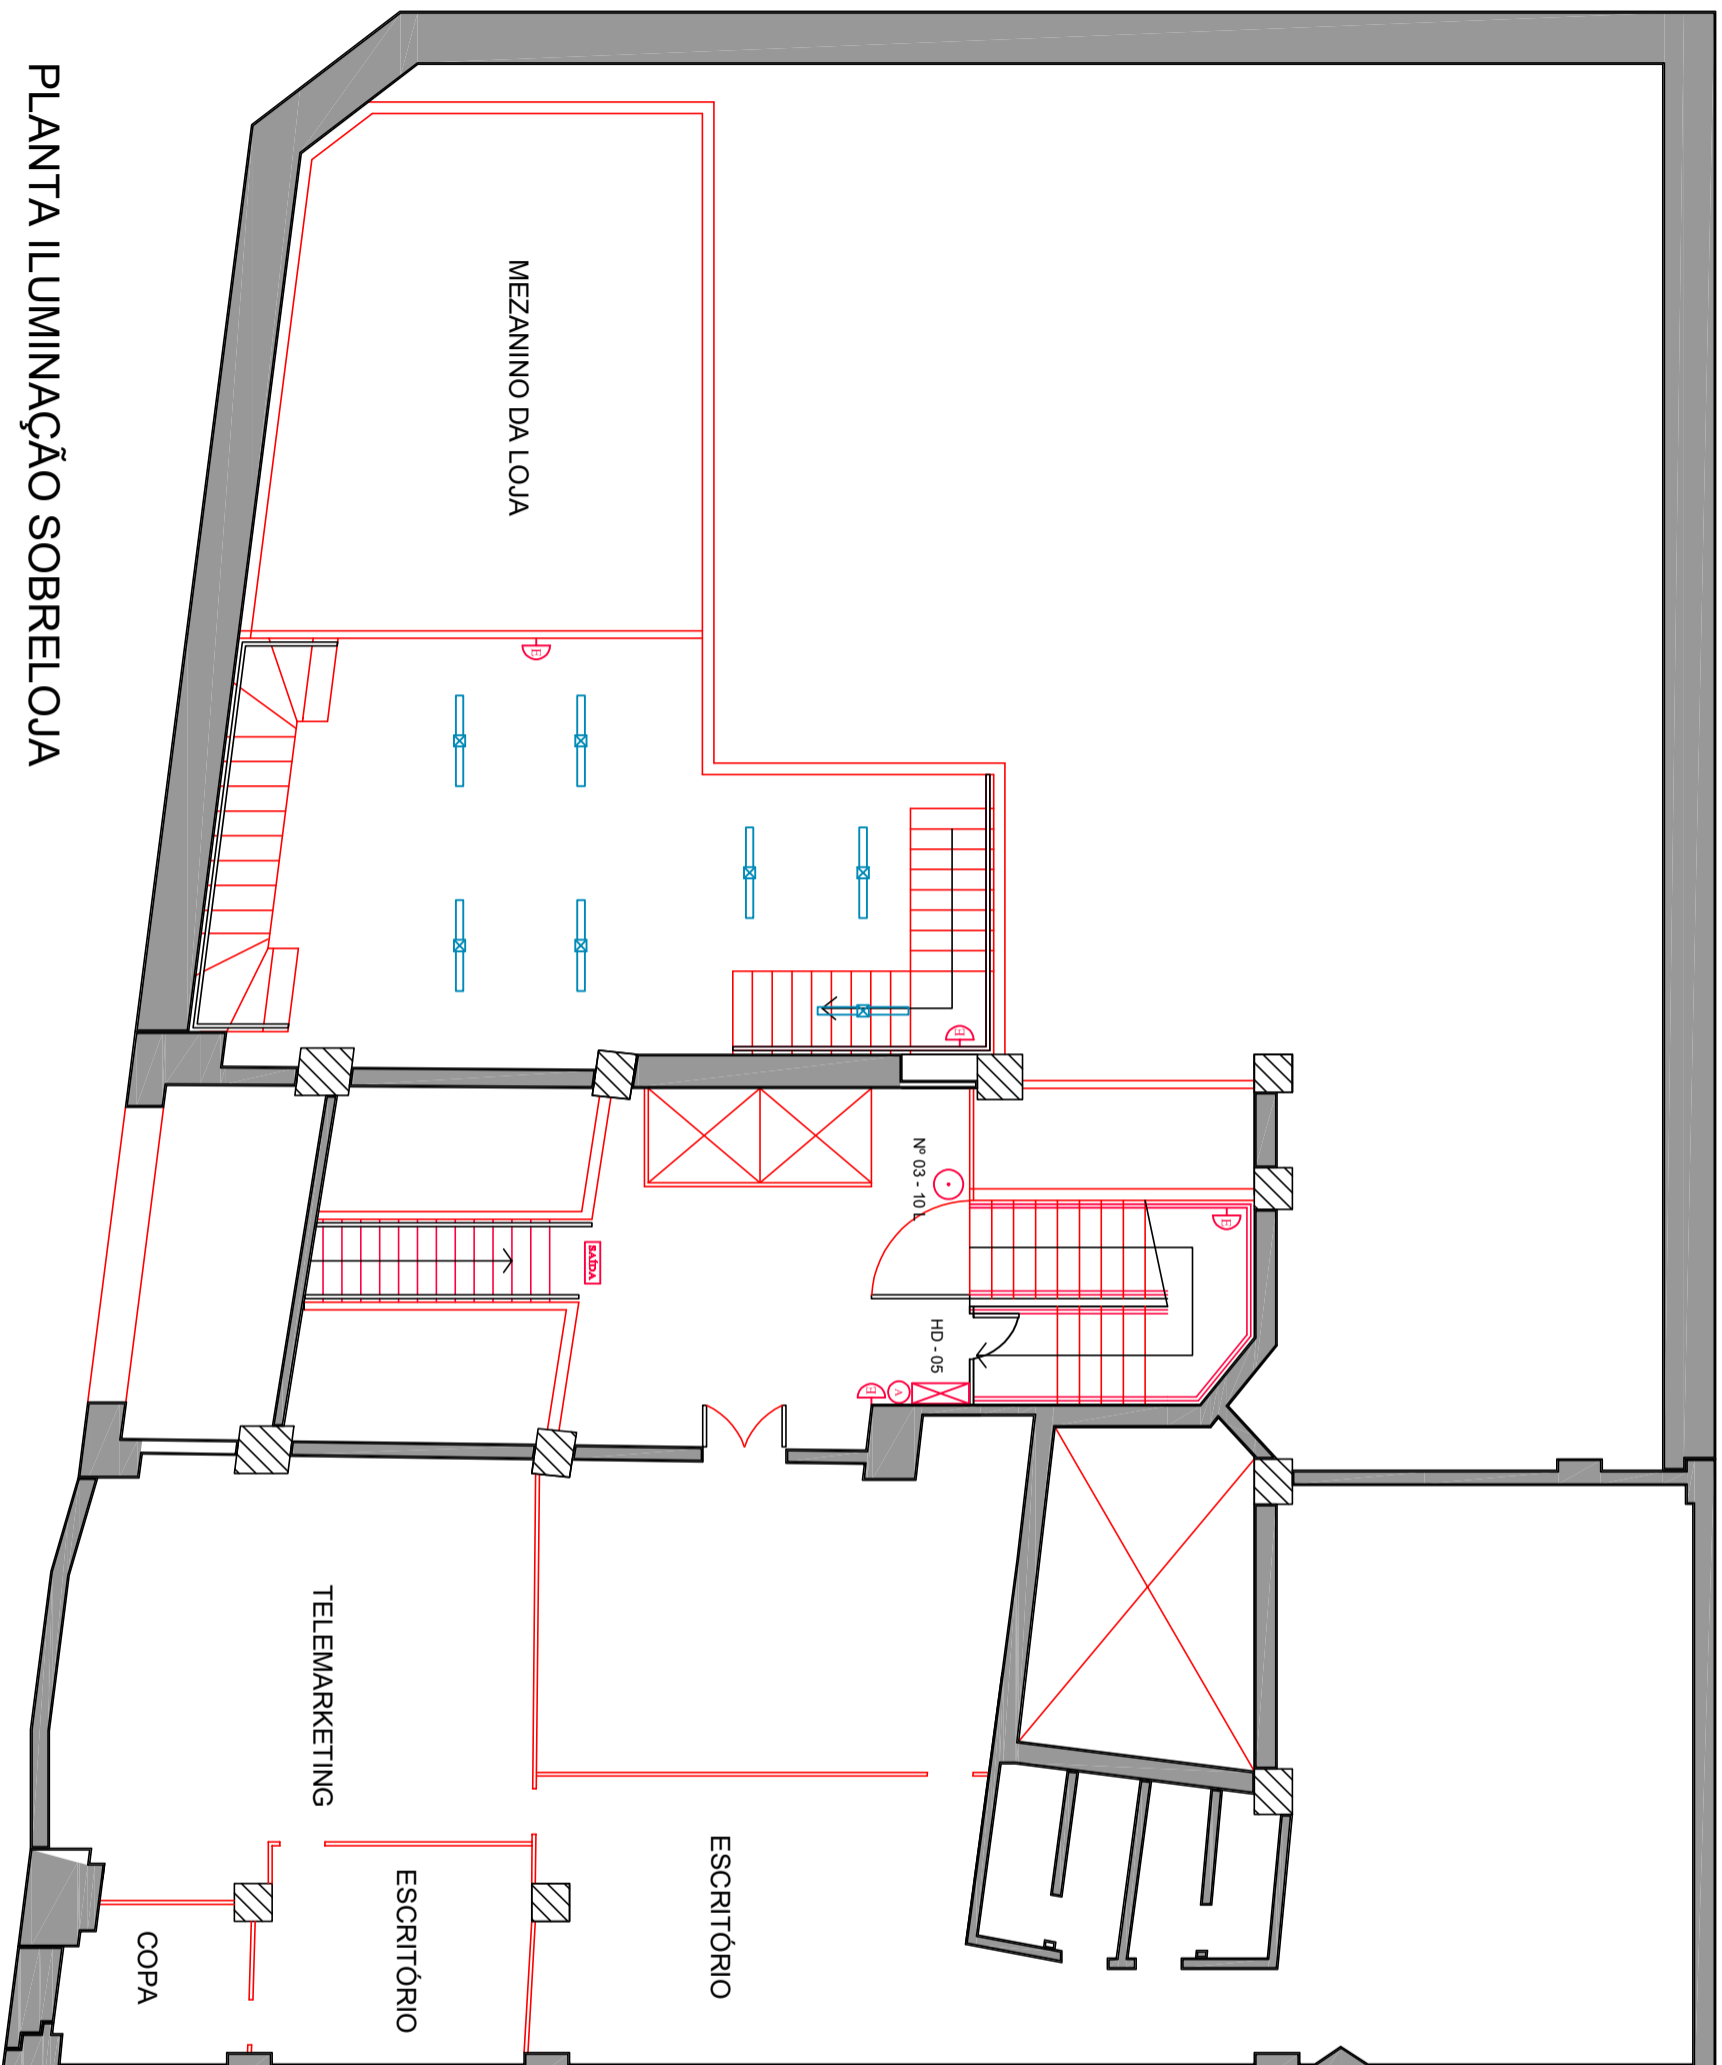 PLANTA ILUMINAÇÃO SOBRELOJA
MEZANINO DA LOJA
E
E
Nº 03 - 10 L
E
SAÍDA
HD - 05
E
A
TELEMARKETING
ESCRITÓRIO
ESCRITÓRIO
COPA